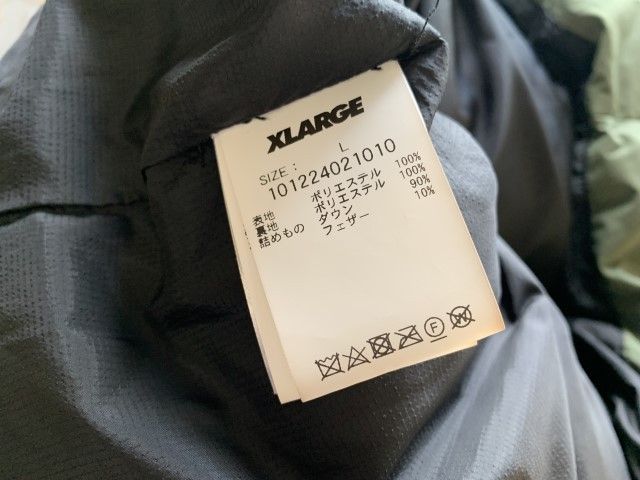 XLARGE
SIZE: L
101224021010
表地 ポリエステル 100%
裏地 ポリエステル 100%
詰めもの ダウン 90%
フェザー 10%
F
W